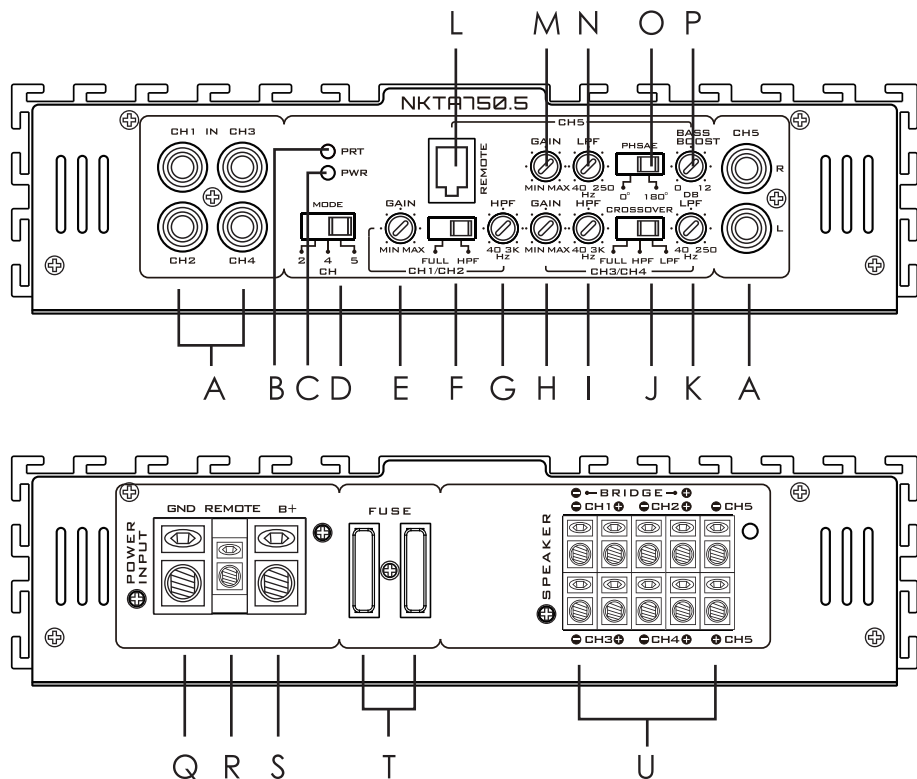 L M N O P
NKTA750.5
CH5
CH1 IN CH3
PRT
PWR
REMOTE
GAIN LPF PHSAE BASS BOOST CH5
MIN MAX 40 250 Hz 0° 180° 0 12 DB
R
MODE
GAIN HPF GAIN HPF CROSSOVER LPF
L
2 4 5
CH
MIN MAX FULL HPF 40 3K Hz MIN MAX 40 3K Hz FULL HPF LPF 40 250 Hz
CH2 CH4
CH1/CH2 CH3/CH4
A B C D E F G H I J K A
BRIDGE
GND REMOTE B+
FUSE
CH1 CH2 CH5
POWER INPUT
SPEAKER
CH3 CH4 CH5
Q R S T U